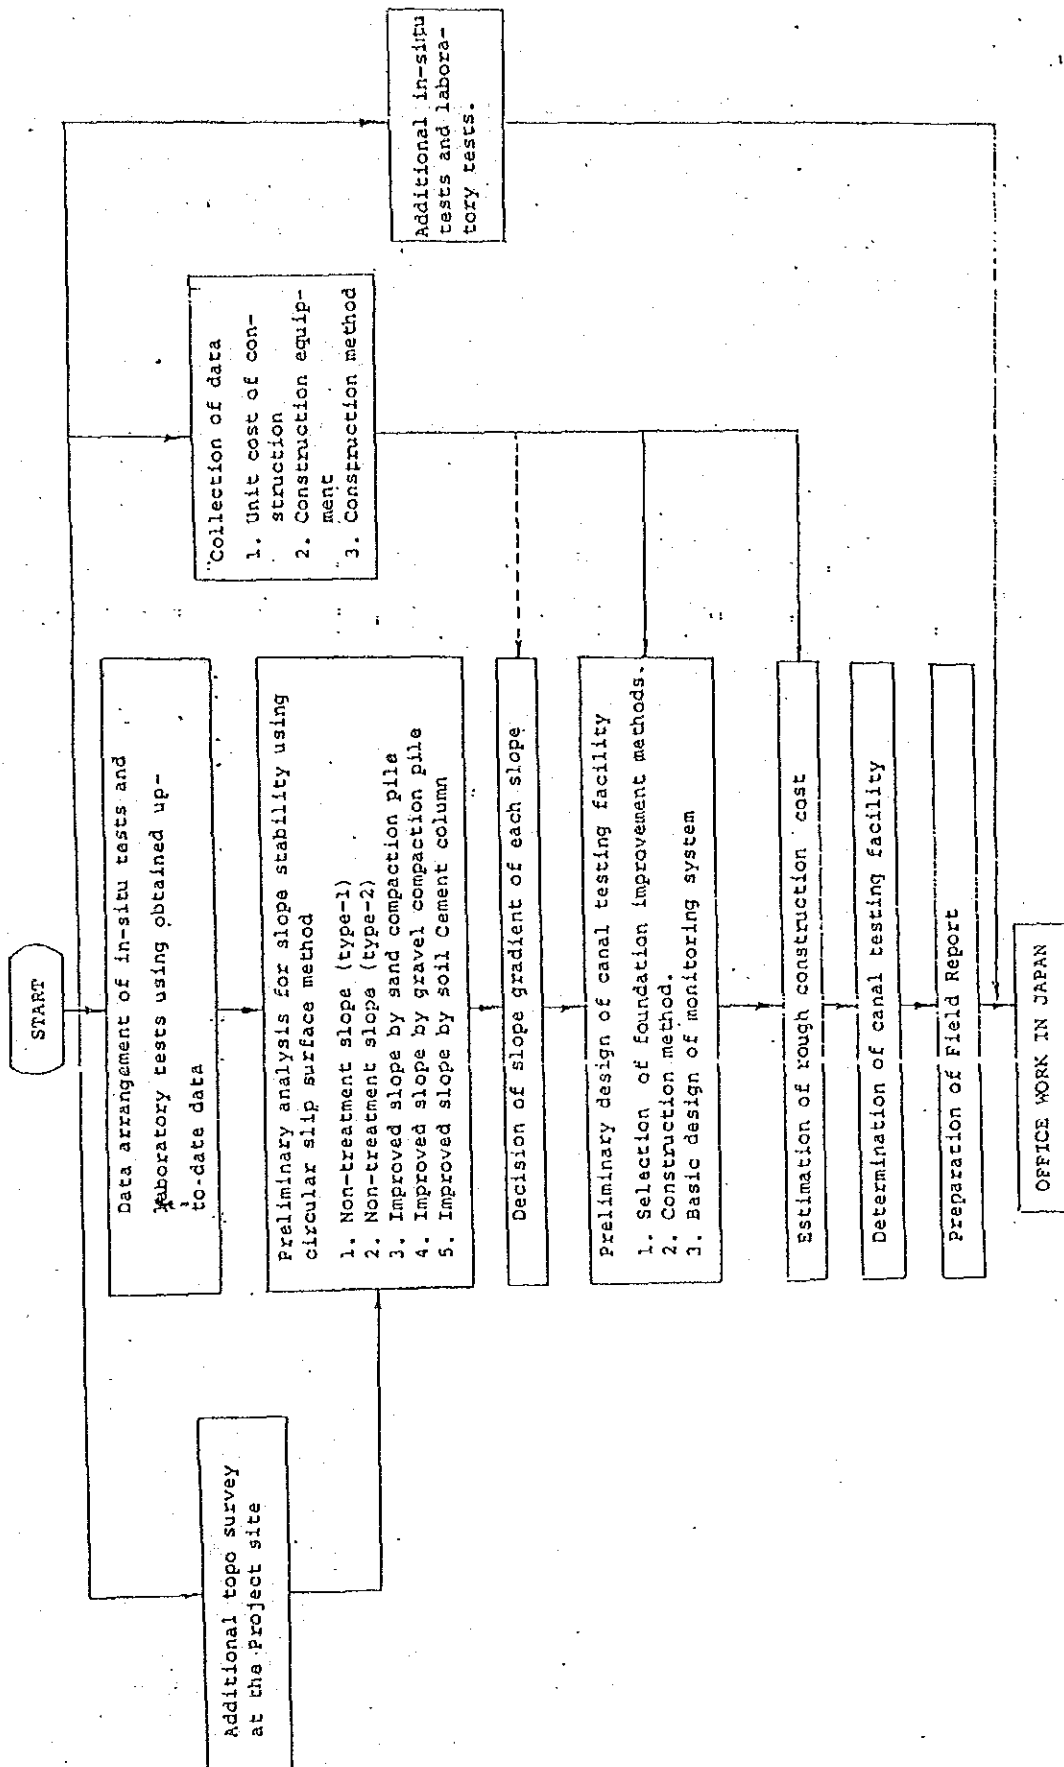 START
Additional topo survey
at the Project site
Data arrangement of in-situ tests and
laboratory tests using obtained up-
to-date data
Collection of data
1. Unit cost of con-
struction
2. Construction equip-
ment
3. Construction method
Additional in-situ
tests and labora-
tory tests.
Preliminary analysis for slope stability using
circular slip surface method
1. Non-treatment slope (type-1)
2. Non-treatment slope (type-2)
3. Improved slope by sand compaction pile
4. Improved slope by gravel compaction pile
5. Improved slope by soil cement column
Decision of slope gradient of each slope
Preliminary design of canal testing facility
1. Selection of foundation improvement methods.
2. Construction method.
3. Basic design of monitoring system
Estimation of rough construction cost
Determination of canal testing facility
Preparation of Field Report
OFFICE WORK IN JAPAN